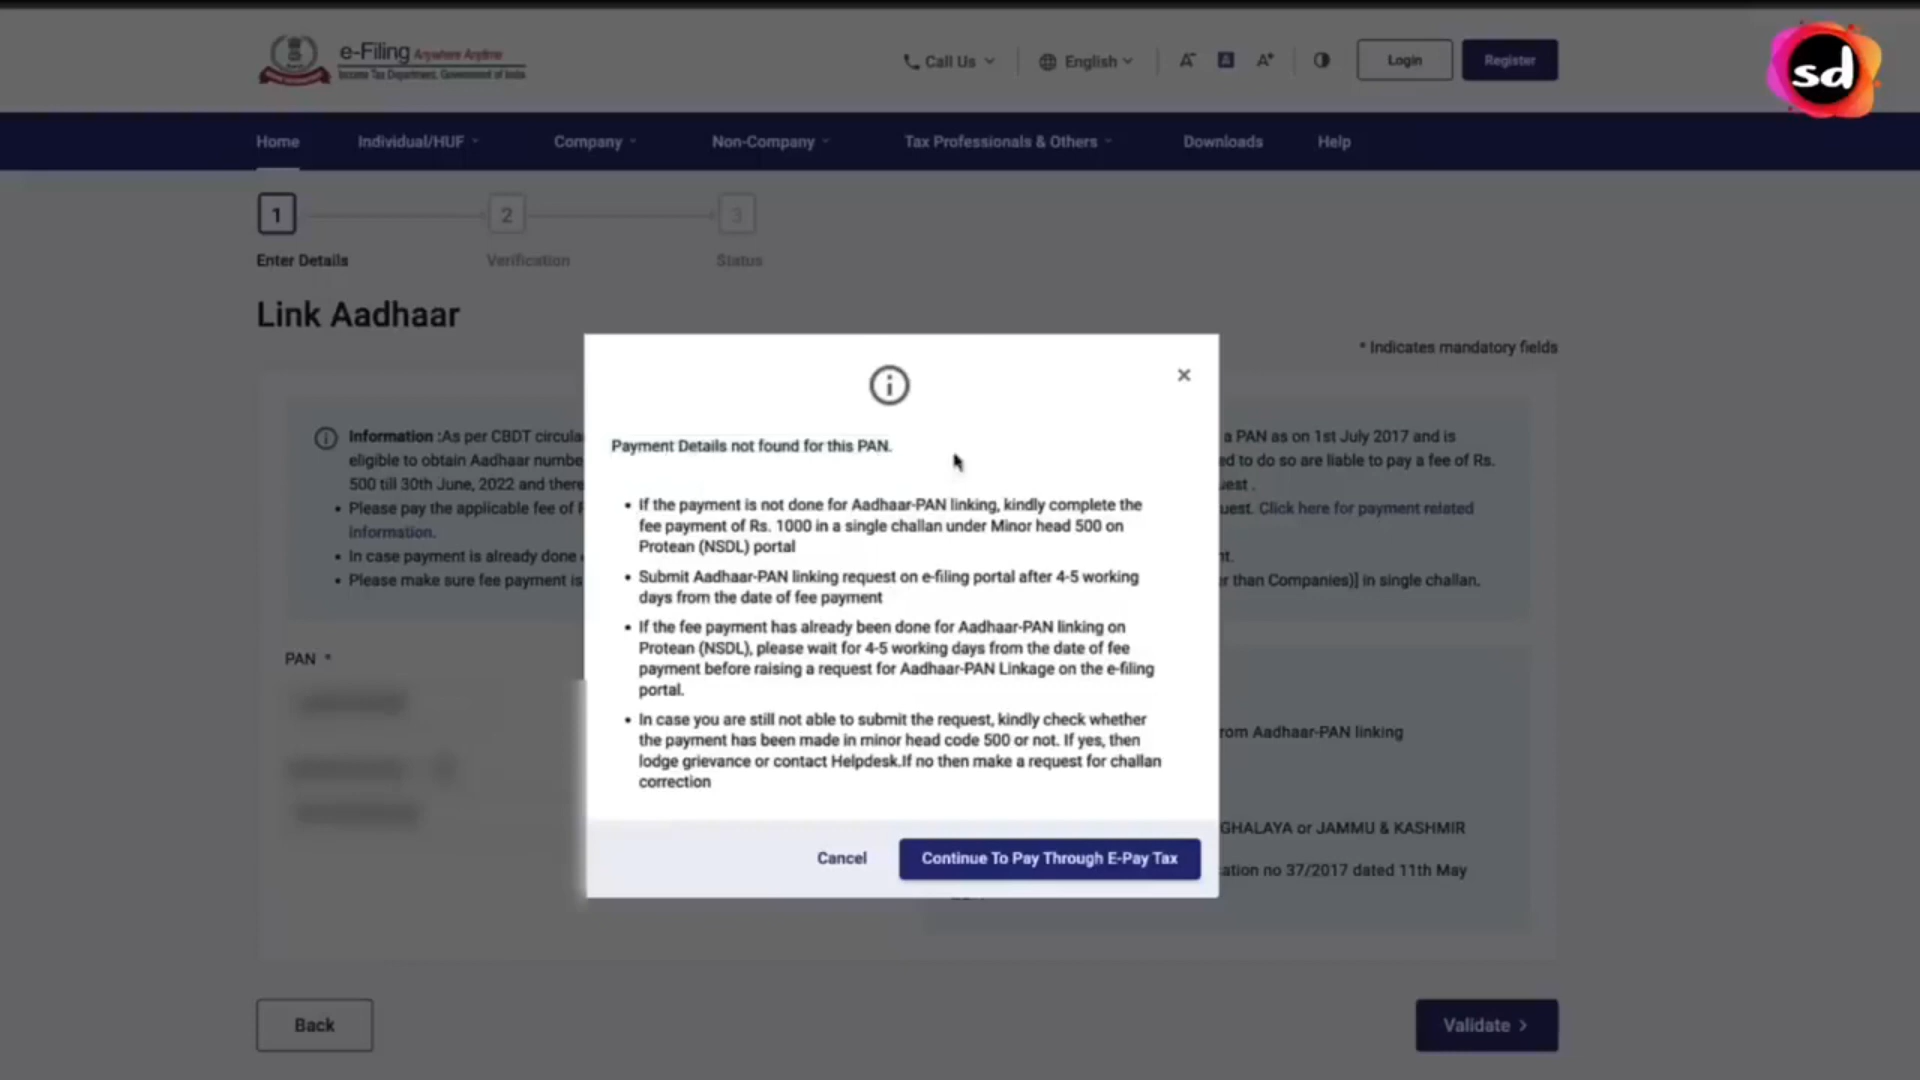 e-Filing Anywhere Anytime
Income Tax Department, Government of India
Call Us
English
A-
A
A+
Login
Register
sd
Home
Individual/HUF
Company
Non-Company
Tax Professionals & Others
Downloads
Help
1
2
3
Enter Details
Verification
Status
Link Aadhaar
* Indicates mandatory fields
Information :As per CBDT circula
a PAN as on 1st July 2017 and is
eligible to obtain Aadhaar numbe
ed to do so are liable to pay a fee of Rs.
500 till 30th June, 2022 and there
uest .
• Please pay the applicable fee of
uest. Click here for payment related
information.
• In case payment is already done
nt.
• Please make sure fee payment is
r than Companies)] in single challan.
PAN *
rom Aadhaar-PAN linking
GHALAYA or JAMMU & KASHMIR
ation no 37/2017 dated 11th May
Payment Details not found for this PAN.
• If the payment is not done for Aadhaar-PAN linking, kindly complete the
fee payment of Rs. 1000 in a single challan under Minor head 500 on
Protean (NSDL) portal
• Submit Aadhaar-PAN linking request on e-filing portal after 4-5 working
days from the date of fee payment
• If the fee payment has already been done for Aadhaar-PAN linking on
Protean (NSDL), please wait for 4-5 working days from the date of fee
payment before raising a request for Aadhaar-PAN Linkage on the e-filing
portal.
• In case you are still not able to submit the request, kindly check whether
the payment has been made in minor head code 500 or not. If yes, then
lodge grievance or contact Helpdesk.If no then make a request for challan
correction
Cancel
Continue To Pay Through E-Pay Tax
Back
Validate >